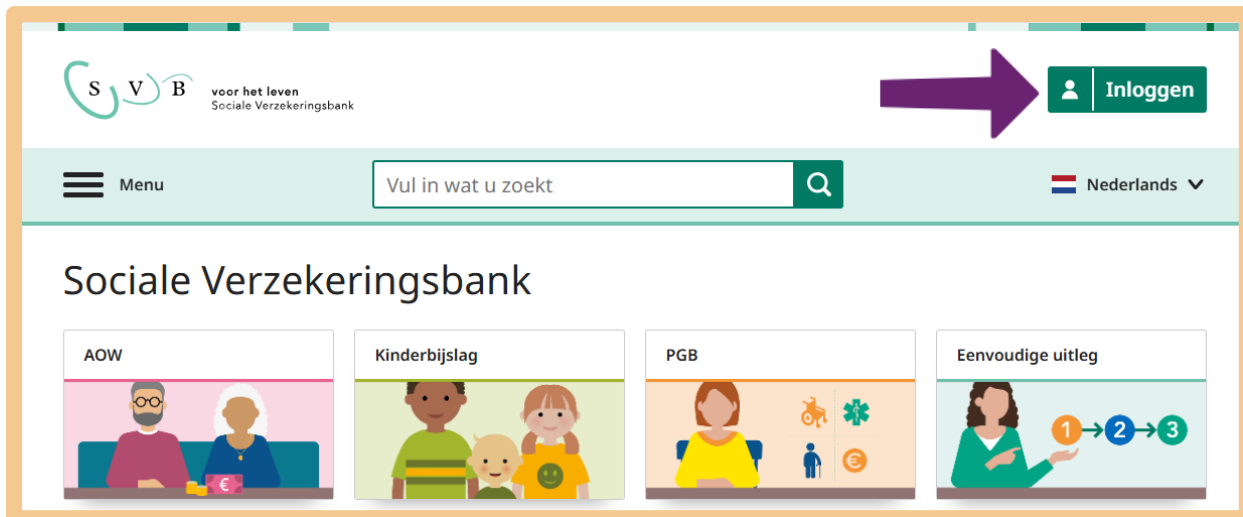 S V B
voor het leven
Sociale Verzekeringsbank
Inloggen
Menu
Vul in wat u zoekt
Nederlands
Sociale Verzekeringsbank
AOW
Kinderbijslag
PGB
Eenvoudige uitleg
€
€
1 → 2 → 3